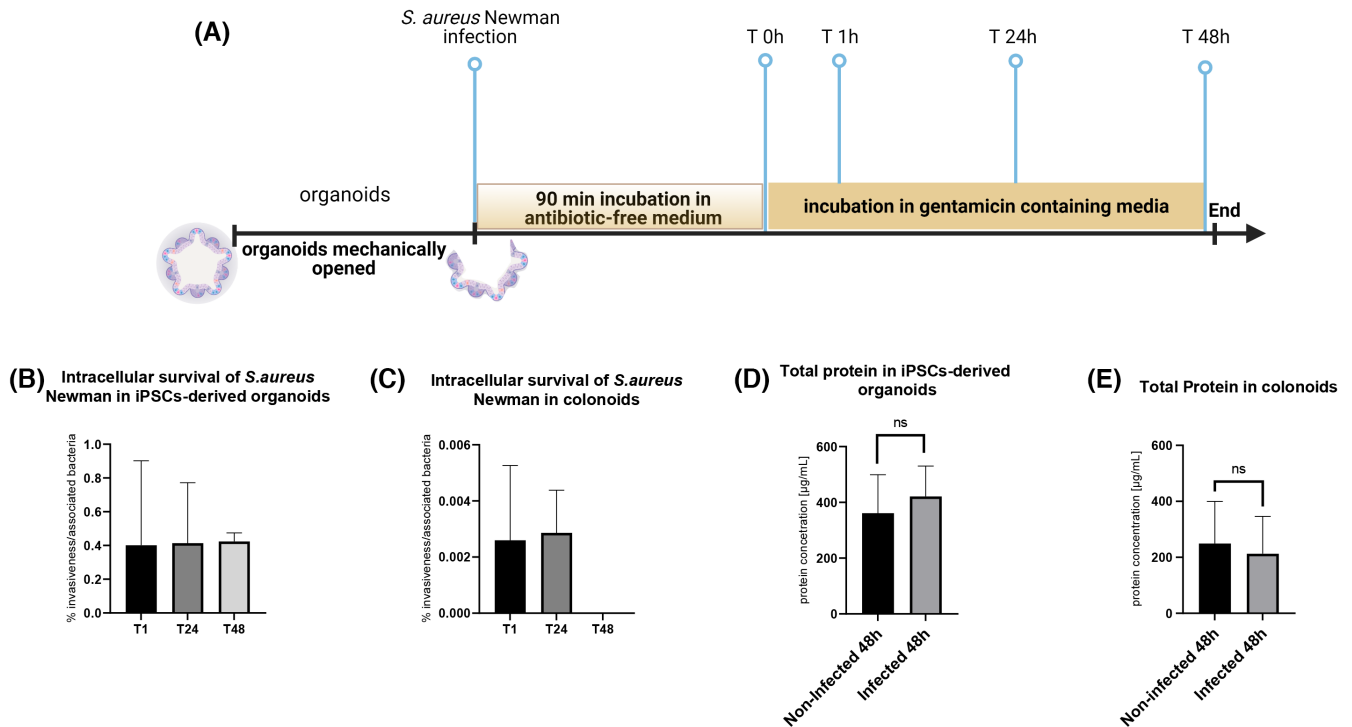 (A)
S. aureus Newman
infection
T 0h
T 1h
T 24h
T 48h
organoids
90 min incubation in
antibiotic-free medium
incubation in gentamicin containing media
End
organoids mechanically
opened
(B)
Intracellular survival of S.aureus
Newman in iPSCs-derived organoids
% invasiveness/associated bacteria
1.0
0.8
0.6
0.4
0.2
0.0
T1
T24
T48
(C)
Intracellular survival of S.aureus
Newman in colonoids
% invasiveness/associated bacteria
0.006
0.004
0.002
0.000
T1
T24
T48
(D)
Total protein in iPSCs-derived
organoids
ns
protein concetration [µg/mL]
600
400
200
0
Non-Infected 48h
Infected 48h
(E)
Total Protein in colonoids
ns
protein concentration [µg/mL]
600
400
200
0
Non-infected 48h
Infected 48h